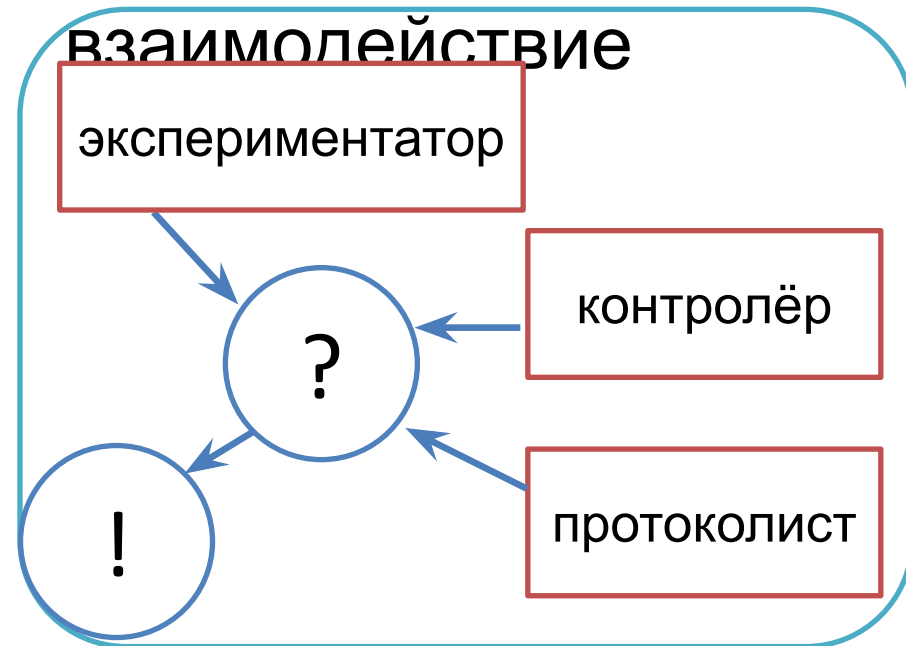 взаимодействие
экспериментатор
контролёр
?
!
протоколист